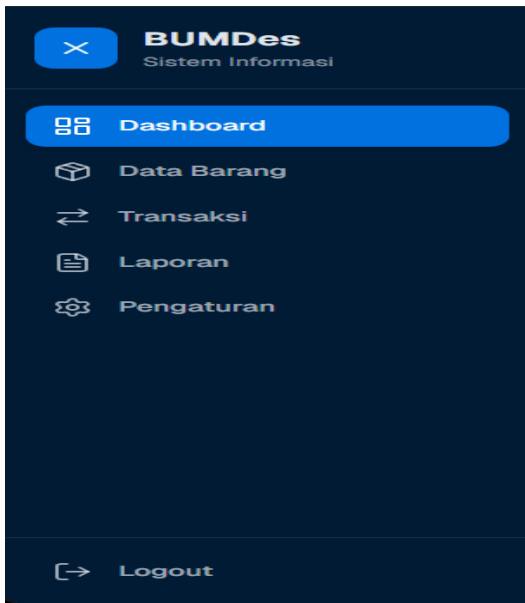 BUMDes
Sistem Informasi
Dashboard
Data Barang
Transaksi
Laporan
Pengaturan
Logout